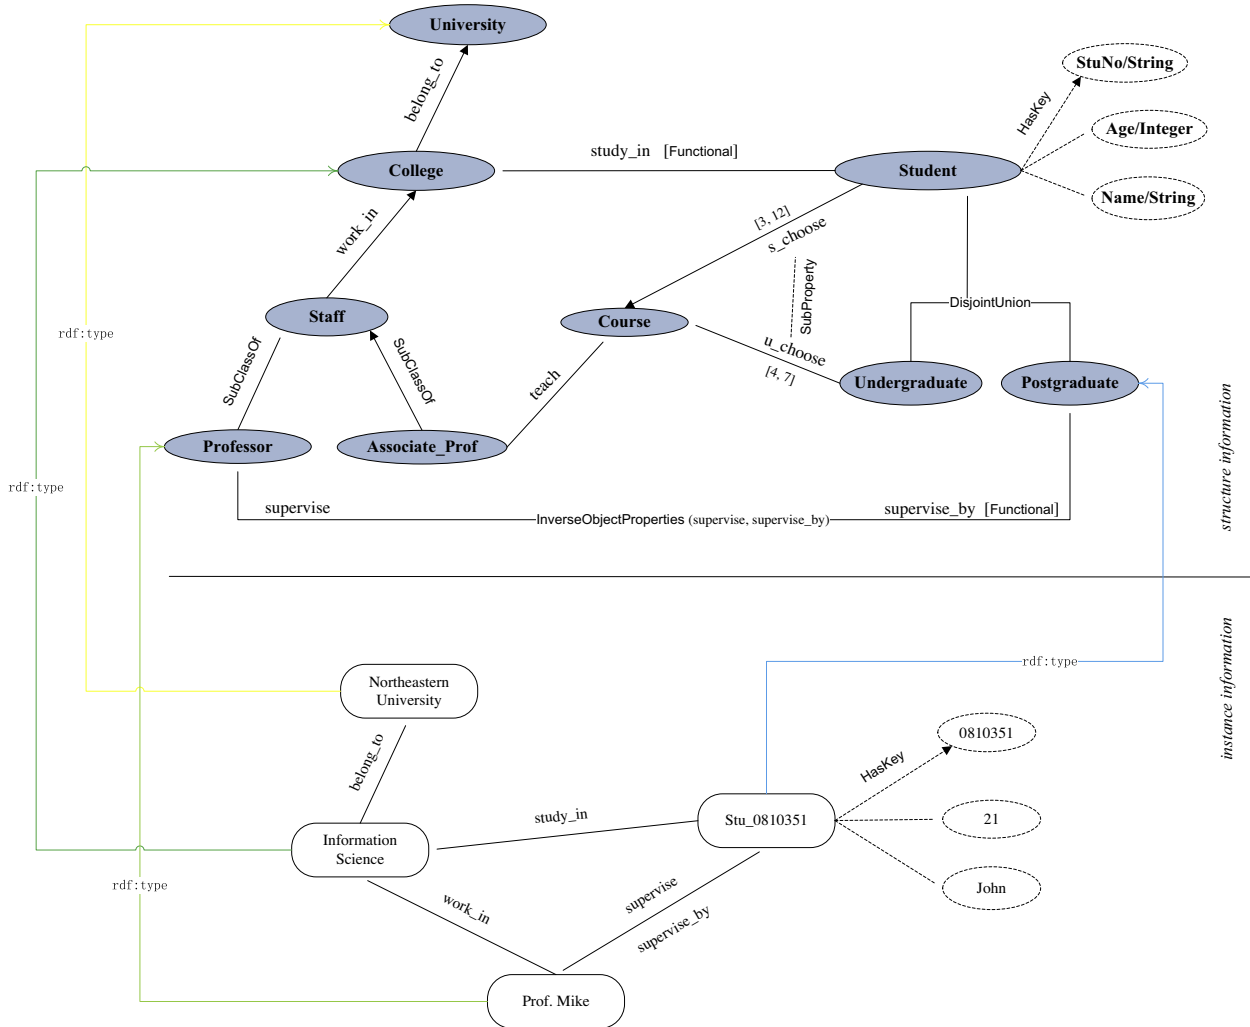 University
StuNo/String
HasKey
belong_to
Age/Integer
study_in [Functional]
College
Student
Name/String
[3, 12]
s_choose
work_in
SubProperty
DisjointUnion
Staff
Course
rdf:type
SubClassOf
SubClassOf
u_choose
[4, 7]
teach
Undergraduate
Postgraduate
Professor
Associate_Prof
rdf:type
structure information
supervise
InverseObjectProperties (supervise, supervise_by)
supervise_by [Functional]
instance information
rdf:type
Northeastern
University
0810351
HasKey
belong_to
study_in
Stu_0810351
21
Information
Science
rdf:type
John
work_in
supervise
supervise_by
Prof. Mike